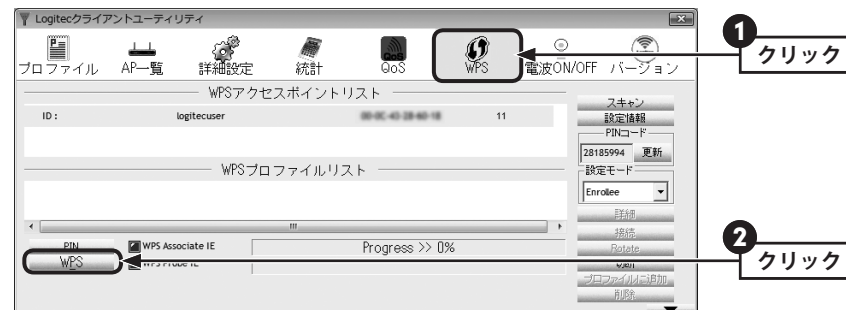 Logitecクライアントユーティリティ
プロファイル AP一覧 詳細設定 統計 QoS WPS 電波ON/OFF バージョン
1 クリック
WPSアクセスポイントリスト
ID : logitecuser 11
スキャン
設定情報
PINコード
28185994 更新
WPSプロファイルリスト
設定モード
Enrollee
詳細
接続
PIN WPS Associate IE Progress >> 0% Rotate
WPS WPS Probe IE 切断
2 クリック
プロファイルに追加
削除